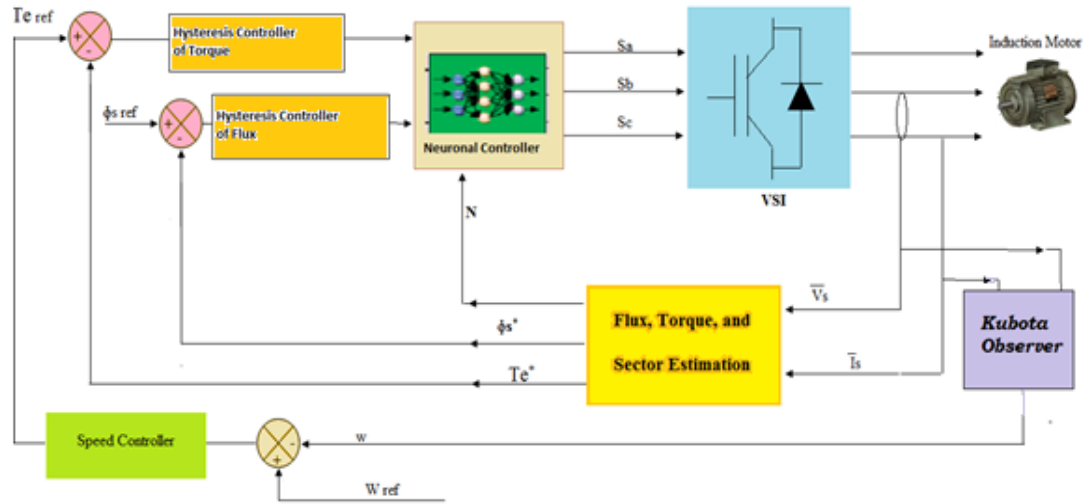 Te ref
Hysteresis Controller
of Torque
ϕs ref
Hysteresis Controller
of Flux
Neuronal Controller
Sa
Sb
Sc
VSI
Induction Motor
N
V̅s
Flux, Torque, and
Sector Estimation
ϕs*
I̅s
Te*
Kubota
Observer
Speed Controller
w
W ref
+
-
+
-
-
+